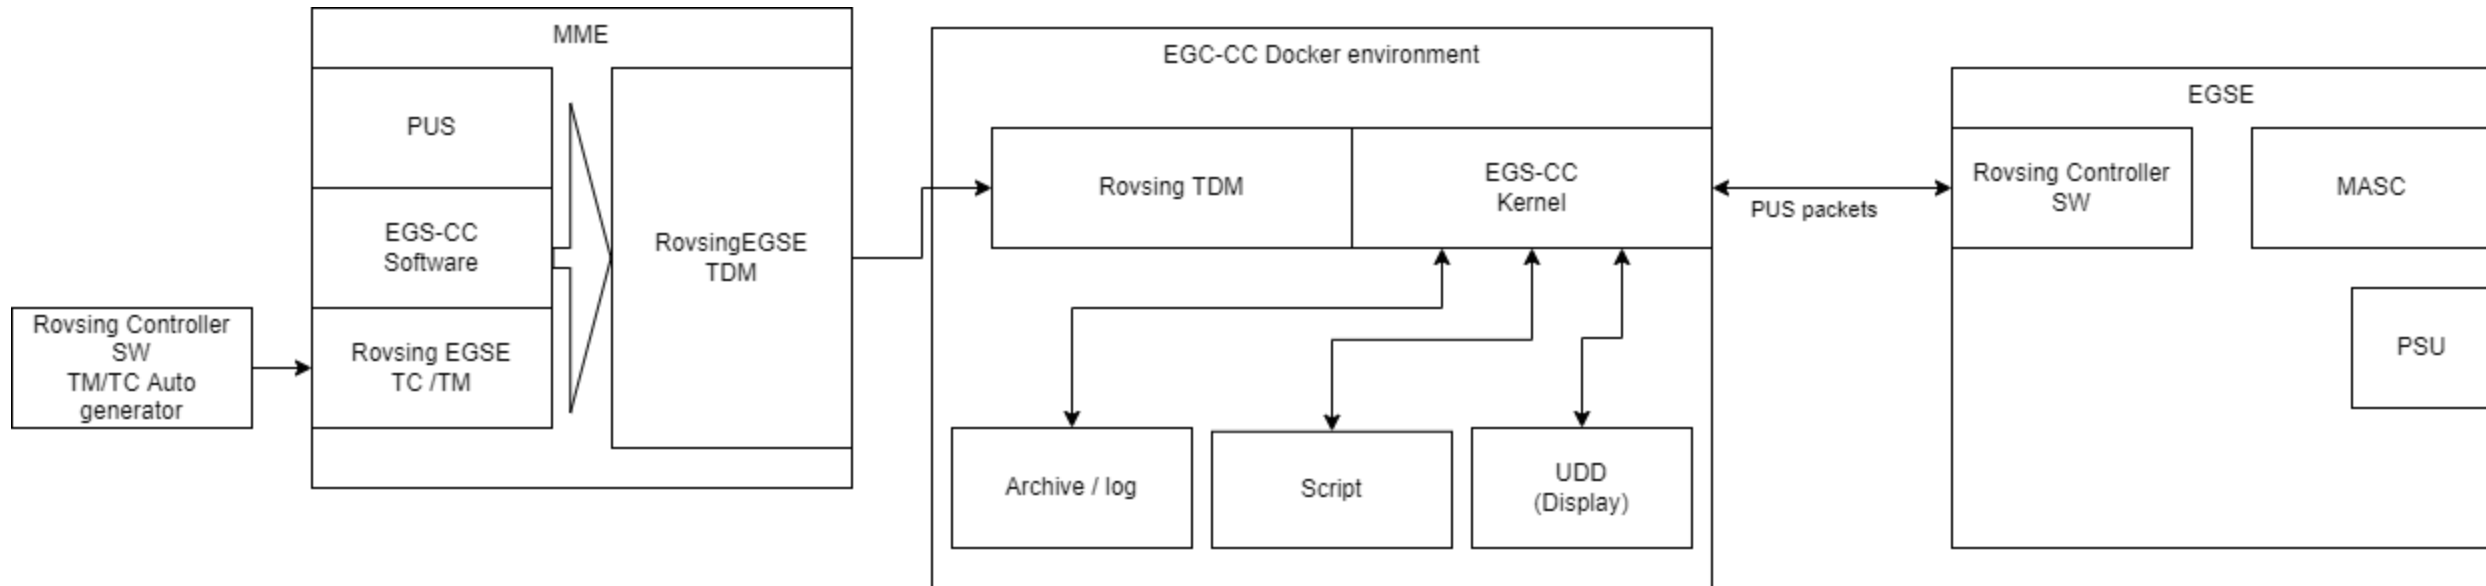 MME
PUS
EGS-CC
Software
Rovsing EGSE
TC /TM
RovsingEGSE
TDM
Rovsing Controller
SW
TM/TC Auto
generator
EGC-CC Docker environment
Rovsing TDM
EGS-CC
Kernel
Archive / log
Script
UDD
(Display)
PUS packets
EGSE
Rovsing Controller
SW
MASC
PSU